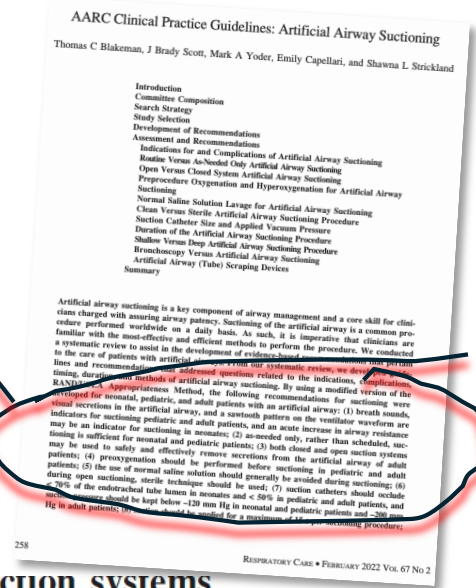 AARC Clinical Practice Guidelines: Artificial Airway Suctioning
Thomas C Blakeman, J Brady Scott, Mark A Yoder, Emily Capellari, and Shawna L Strickland
Introduction
Committee Composition
Search Strategy
Study Selection
Development of Recommendations
Assessment and Recommendations
Indications for and Complications of Artificial Airway Suctioning
Routine Versus As-Needed Only Artificial Airway Suctioning
Open Versus Closed System Artificial Airway Suctioning
Preprocedure Oxygenation and Hyperoxygenation for Artificial Airway
Suctioning
Normal Saline Solution Lavage for Artificial Airway Suctioning
Clean Versus Sterile Artificial Airway Suctioning Procedure
Suction Catheter Size and Applied Vacuum Pressure
Duration of the Artificial Airway Suctioning Procedure
Shallow Versus Deep Artificial Airway Suctioning Procedure
Bronchoscopy Versus Artificial Airway Suctioning
Artificial Airway (Tube) Scraping Devices
Summary
Artificial airway suctioning is a key component of airway management and a core skill for clini-
cians charged with assuring airway patency. Suctioning of the artificial airway is a common pro-
cedure performed worldwide on a daily basis. As such, it is imperative that clinicians are
familiar with the most-effective and efficient methods to perform the procedure. We conducted
a systematic review to assist in the development of evidence-based that pertain
to the care of patients with artificial From our systematic review, we
lines and recommendations that addressed questions related to the indications, complications,
timing, duration, and methods of artificial airway suctioning. By using a modified version of the
RAND/UCLA Appropriateness Method, the following recommendations for suctioning were
developed for neonatal, pediatric, and adult patients with an artificial airway: (1) breath sounds,
visual secretions in the artificial airway, and a sawtooth pattern on the ventilator waveform are
indicators for suctioning pediatric and adult patients, and an acute increase in airway resistance
may be an indicator for suctioning in neonates; (2) as-needed only, rather than scheduled, suc-
tioning is sufficient for neonatal and pediatric patients; (3) both closed and open suction systems
may be used to safely and effectively remove secretions from the artificial airway of adult
patients; (4) preoxygenation should be performed before suctioning in pediatric and adult
patients; (5) the use of normal saline solution should generally be avoided during suctioning; (6)
during open suctioning, sterile technique should be used; (7) suction catheters should occlude
< 70% of the endotracheal tube lumen in neonates and < 50% in pediatric and adult patients, and
suction pressure should be kept below −120 mm Hg in neonatal and pediatric patients and −200 mm
Hg in adult patients; (8) suction should be applied for a maximum of 15 s per suctioning procedure;
258
RESPIRATORY CARE • FEBRUARY 2022 VOL 67 NO 2
ction systems